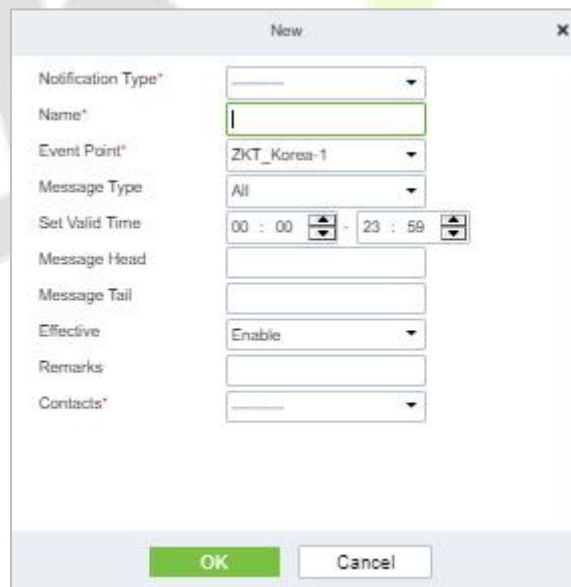 New
Notification Type* ---------
Name*
Event Point* ZKT_Korea-1
Message Type All
Set Valid Time 00 : 00 - 23 : 59
Message Head
Message Tail
Effective Enable
Remarks
Contacts* ---------
OK Cancel